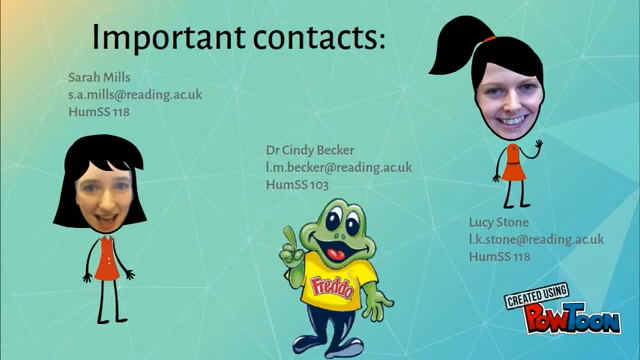 Important contacts:
Sarah Mills
s.a.mills@reading.ac.uk
HumSS 118
Dr Cindy Becker
l.m.becker@reading.ac.uk
HumSS 103
Lucy Stone
l.k.stone@reading.ac.uk
HumSS 118
Freddo
CREATED USING
POWTOON